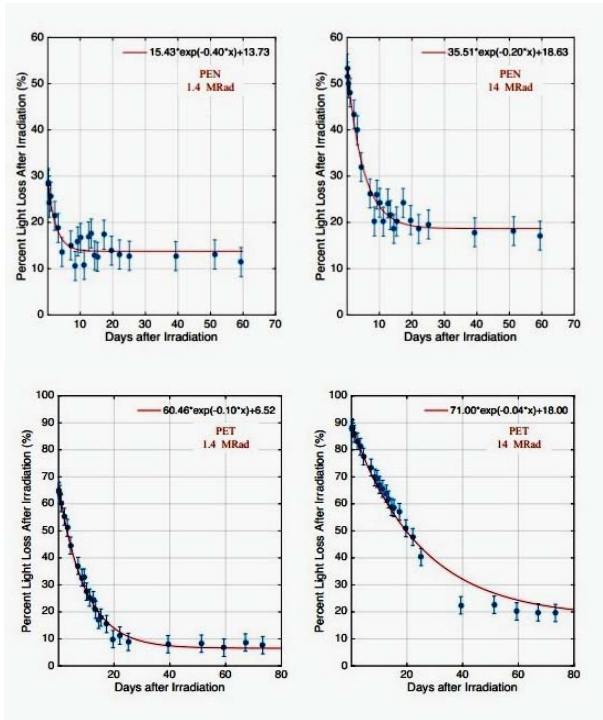 15.43*exp(-0.40*x)+13.73
PEN
1.4 MRad
Percent Light Loss After Irradiation (%)
60
50
40
30
20
10
0
0 10 20 30 40 50 60 70
Days after Irradiation
35.51*exp(-0.20*x)+18.63
PEN
14 MRad
Percent Light Loss After Irradiation (%)
60
50
40
30
20
10
0
10 20 30 40 50 60 70
Days after Irradiation
60.46*exp(-0.10*x)+6.52
PET
1.4 MRad
Percent Light Loss After Irradiation (%)
100
90
80
70
60
50
40
30
20
10
0
0 20 40 60 80
Days after Irradiation
71.00*exp(-0.04*x)+18.00
PET
14 MRad
Percent Light Loss After Irradiation (%)
100
90
80
70
60
50
40
30
20
10
0
0 20 40 60 80
Days after Irradiation